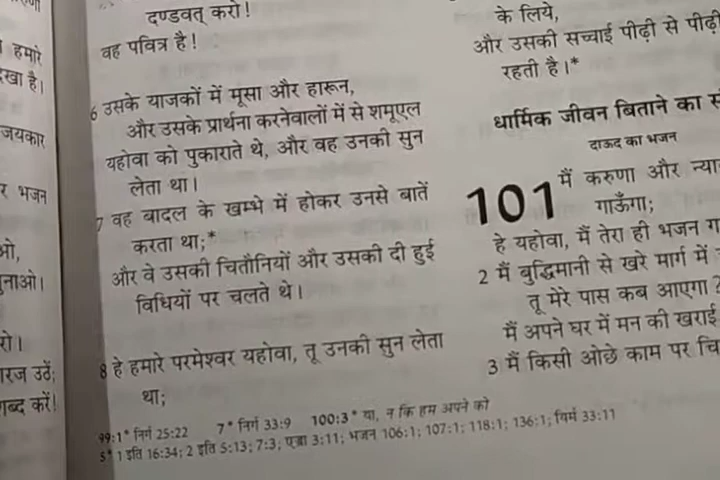 हमारे
जयकार
भजन
दण्डवत् करो!
वह पवित्र है!
6 उसके याजकों में मूसा और हारून,
और उसके प्रार्थना करनेवालों में से शमूएल
यहोवा को पुकाराते थे, और वह उनकी सुन
लेता था।
7 वह बादल के खम्भे में होकर उनसे बातें
करता था;*
और वे उसकी चितौनियों और उसकी दी हुई
विधियों पर चलते थे।
8 हे हमारे परमेश्वर यहोवा, तू उनकी सुन लेता
था;
के लिये,
और उसकी सच्चाई पीढ़ी से पीढ़ी
रहती है।*
धार्मिक जीवन बिताने का
दाऊद का भजन
101 मैं करुणा और
गाऊँगा;
हे यहोवा, मैं तेरा ही भजन
2 मैं बुद्धिमानी से खरे मार्ग में
तू मेरे पास कब आएगा?
मैं अपने घर में मन की खराई
3 मैं किसी ओछे काम पर
99:1* निर्ग 25:22 7* निर्ग 33:9 100:3* या, न कि हम अपने को
5* 1 इति 16:34; 2 इति 5:13; 7:3; एज्रा 3:11; भजन 106:1; 107:1; 118:1; 136:1; यिर्म 33:11